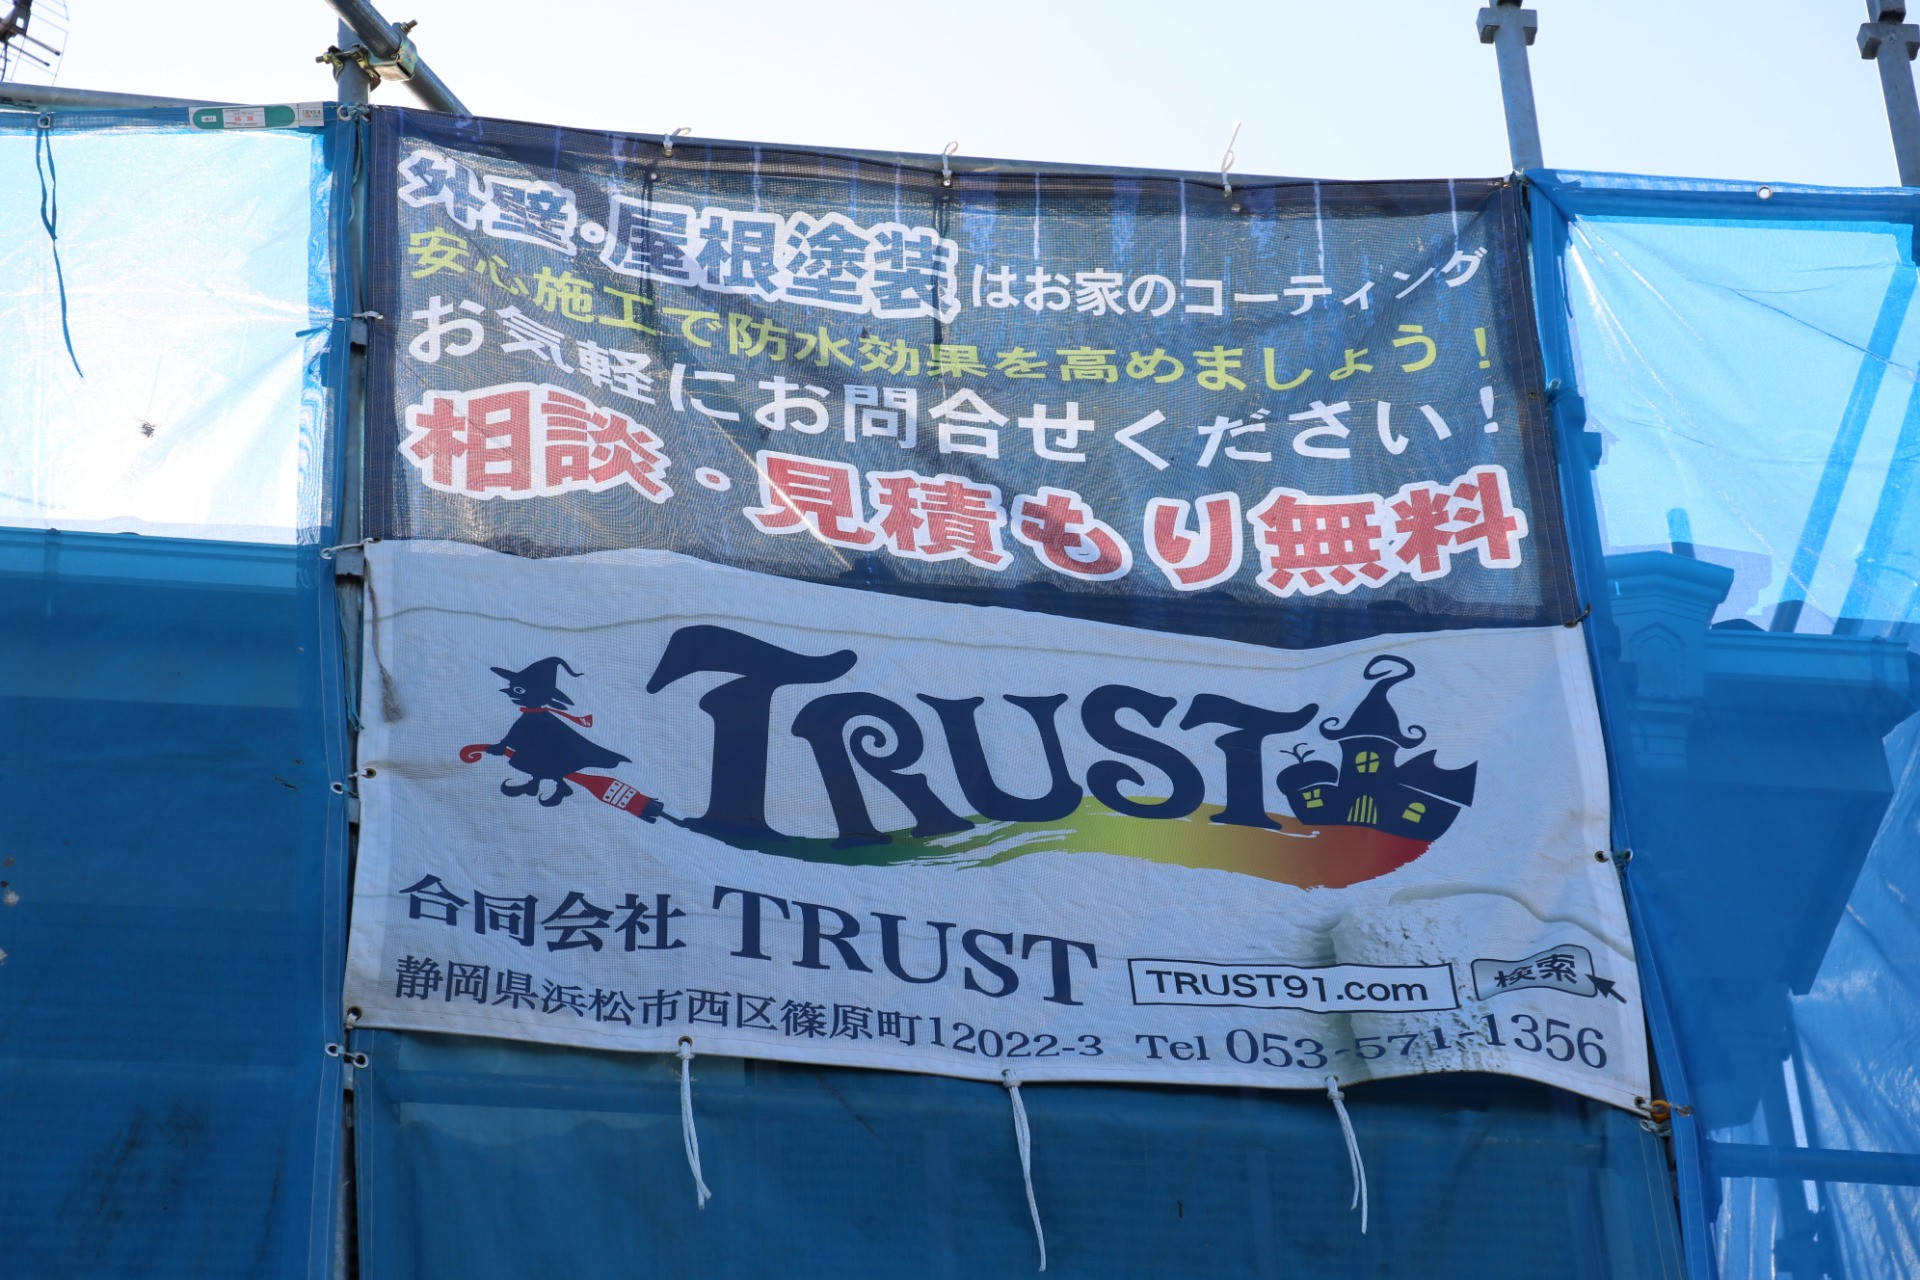 外壁・屋根塗装はお家のコーティング
安心施工で防水効果を高めましょう！
お気軽にお問合せください！
相談・見積もり無料
TRUST
合同会社 TRUST
TRUST91.com 検索
静岡県浜松市西区篠原町12022-3 Tel 053-571-1356